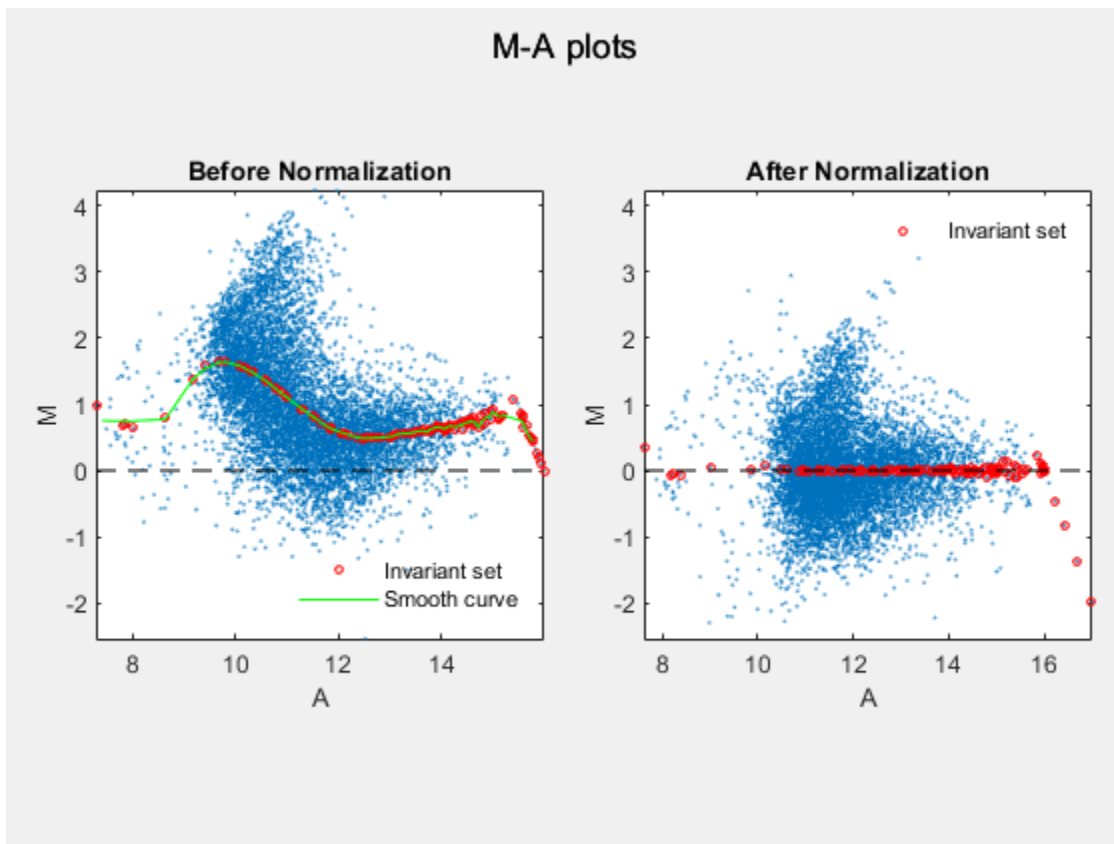 M-A plots
Before Normalization
4
3
2
1
0
-1
-2
8
10
12
14
M
A
Invariant set
Smooth curve
After Normalization
4
3
2
1
0
-1
-2
8
10
12
14
16
M
A
Invariant set